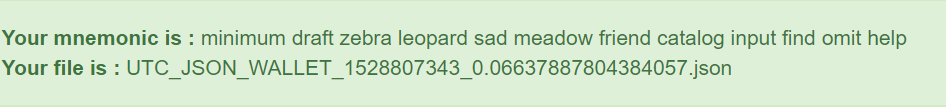 Your mnemonic is : minimum draft zebra leopard sad meadow friend catalog input find omit help
Your file is : UTC_JSON_WALLET_1528807343_0.06637887804384057.json